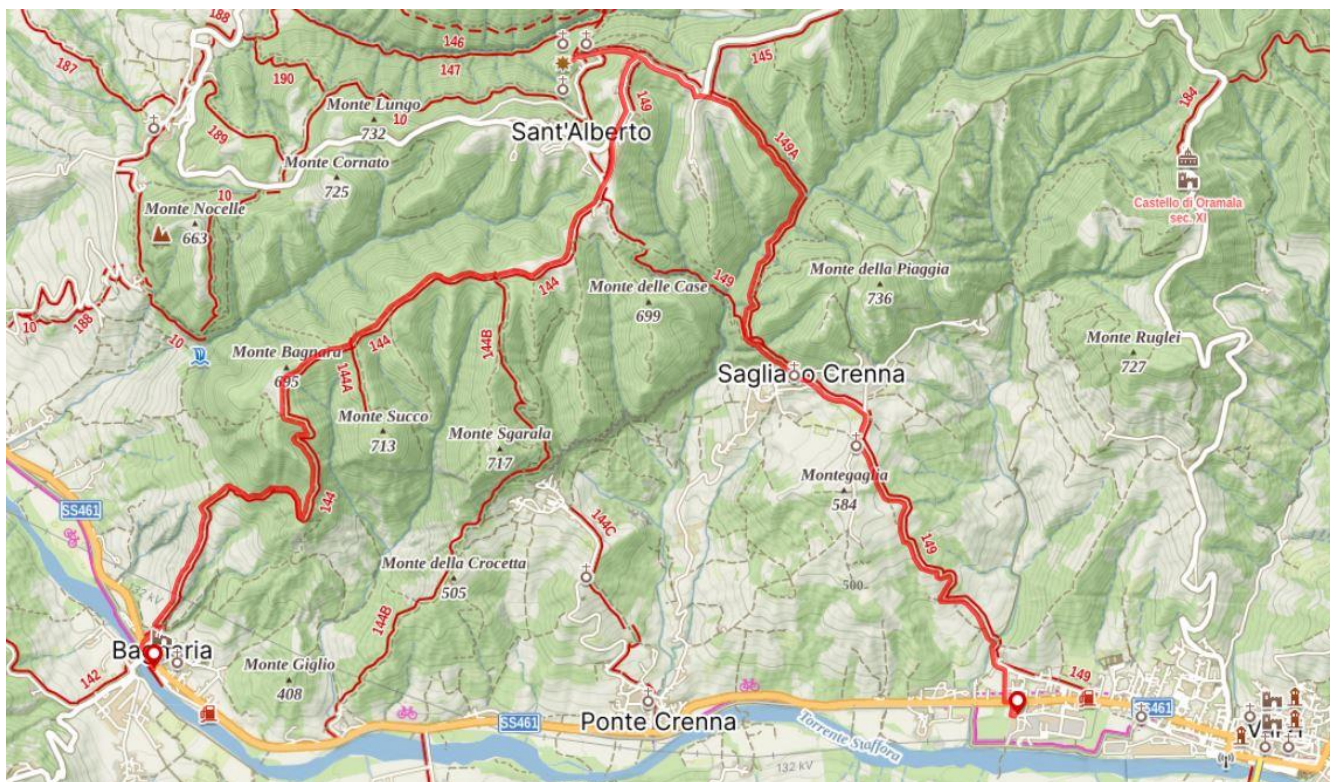 188
146
187
147
145
190
149
184
Monte Lungo
732
10
Sant'Alberto
189
149A
Monte Cornato
725
10
Castello di Oramala
sec. XI
Monte Nocelle
663
149
Monte della Piaggia
736
144
Monte delle Case
699
10
188
10
144
144B
Monte Bagnara
695
144A
Monte Ruglei
727
Monte Succo
713
Monte Sgarala
717
Montegaglia
584
SS461
144
144C
149
Monte della Crocetta
505
500
132 kV
144B
142
Monte Giglio
408
149
SS461
Ponte Crenna
SS461
Torrente Staffora
132 kV